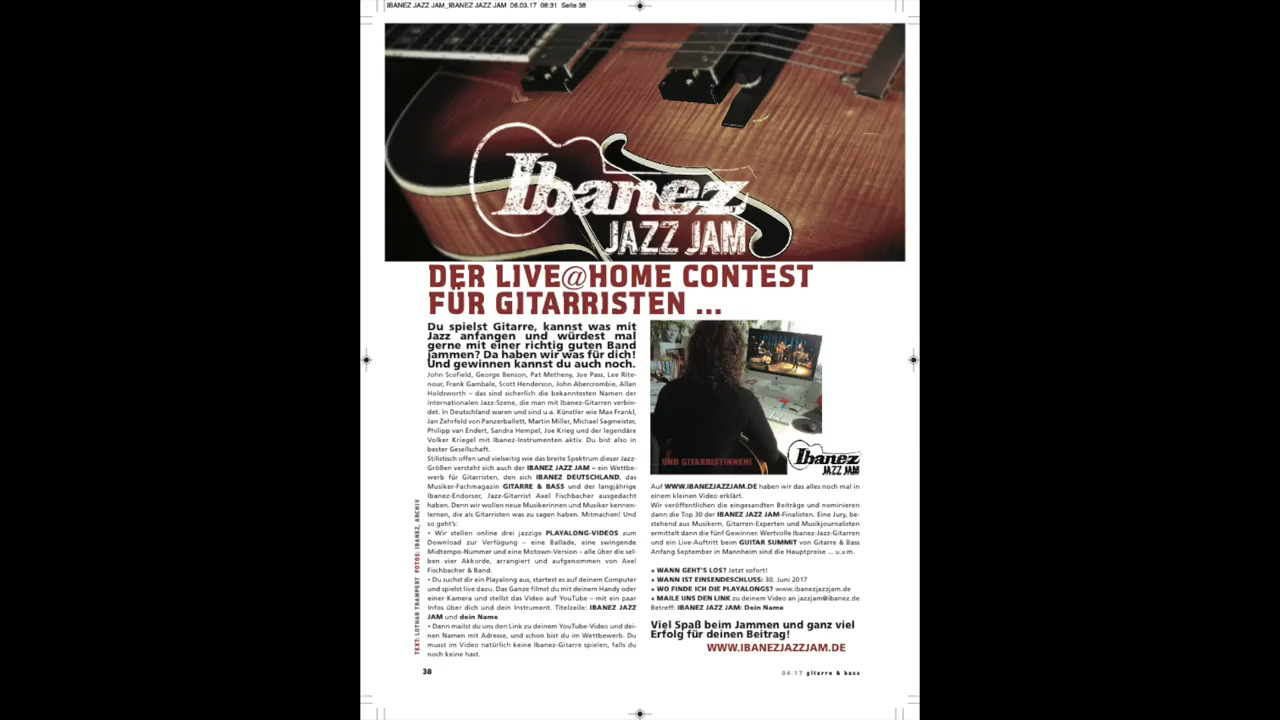 IBANEZ JAZZ JAM_IBANEZ JAZZ JAM 06.03.17 08:31 Seite 38
Ibanez
JAZZ JAM
DER LIVE@HOME CONTEST
FÜR GITARRISTEN ...
Du spielst Gitarre, kannst was mit
Jazz anfangen und würdest mal
gerne mit einer richtig guten Band
jammen? Da haben wir was für dich!
Und gewinnen kannst du auch noch.
John Scofield, George Benson, Pat Metheny, Joe Pass, Lee Rite-
nour, Frank Gambale, Scott Henderson, John Abercrombie, Allan
Holdsworth – das sind sicherlich die bekanntesten Namen der
internationalen Jazz-Szene, die man mit Ibanez-Gitarren verbin-
det. In Deutschland waren und sind u.a. Künstler wie Max Frankl,
Jan Zehrfeld von Panzerballett, Martin Miller, Michael Sagmeister,
Philipp van Endert, Sandra Hempel, Joe Krieg und der legendäre
Volker Kriegel mit Ibanez-Instrumenten aktiv. Du bist also in
bester Gesellschaft.
Stilistisch offen und vielseitig wie das breite Spektrum dieser Jazz-
Größen versteht sich auch der IBANEZ JAZZ JAM – ein Wettbe-
werb für Gitarristen, den sich IBANEZ DEUTSCHLAND, das
Musiker-Fachmagazin GITARRE & BASS und der langjährige
Ibanez-Endorser, Jazz-Gitarrist Axel Fischbacher ausgedacht
haben. Denn wir wollen neue Musikerinnen und Musiker kennen-
lernen, die als Gitarristen was zu sagen haben. Mitmachen! Und
so geht's:
• Wir stellen online drei jazzige PLAYALONG-VIDEOS zum
Download zur Verfügung – eine Ballade, eine swingende
Midtempo-Nummer und eine Motown-Version – alle über die sel-
ben vier Akkorde, arrangiert und aufgenommen von Axel
Fischbacher & Band.
• Du suchst dir ein Playalong aus, startest es auf deinem Computer
und spielst live dazu. Das Ganze filmst du mit deinem Handy oder
einer Kamera und stellst das Video auf YouTube – mit ein paar
Infos über dich und dein Instrument. Titelzeile: IBANEZ JAZZ
JAM und dein Name
• Dann mailst du uns den Link zu deinem YouTube-Video und dei-
nen Namen mit Adresse, und schon bist du im Wettbewerb. Du
musst im Video natürlich keine Ibanez-Gitarre spielen, falls du
noch keine hast.
TEXT: LOTHAR TRAMPERT FOTOS: IBANEZ, ARCHIV
UND GITARRISTINNEN!
Ibanez
JAZZ JAM
Auf WWW.IBANEZJAZZJAM.DE haben wir das alles noch mal in
einem kleinen Video erklärt.
Wir veröffentlichen die eingesandten Beiträge und nominieren
dann die Top 30 der IBANEZ JAZZ JAM-Finalisten. Eine Jury, be-
stehend aus Musikern, Gitarren-Experten und Musikjournalisten
ermittelt dann die fünf Gewinner. Wertvolle Ibanez-Jazz-Gitarren
und ein Live-Auftritt beim GUITAR SUMMIT von Gitarre & Bass
Anfang September in Mannheim sind die Hauptpreise ... u.v.m.
• WANN GEHT'S LOS? Jetzt sofort!
• WANN IST EINSENDESCHLUSS: 30. Juni 2017
• WO FINDE ICH DIE PLAYALONGS? www.ibanezjazzjam.de
• MAILE UNS DEN LINK zu deinem Video an jazzjam@ibanez.de
Betreff: IBANEZ JAZZ JAM: Dein Name
Viel Spaß beim Jammen und ganz viel
Erfolg für deinen Beitrag!
WWW.IBANEZJAZZJAM.DE
38
04.17 gitarre & bass